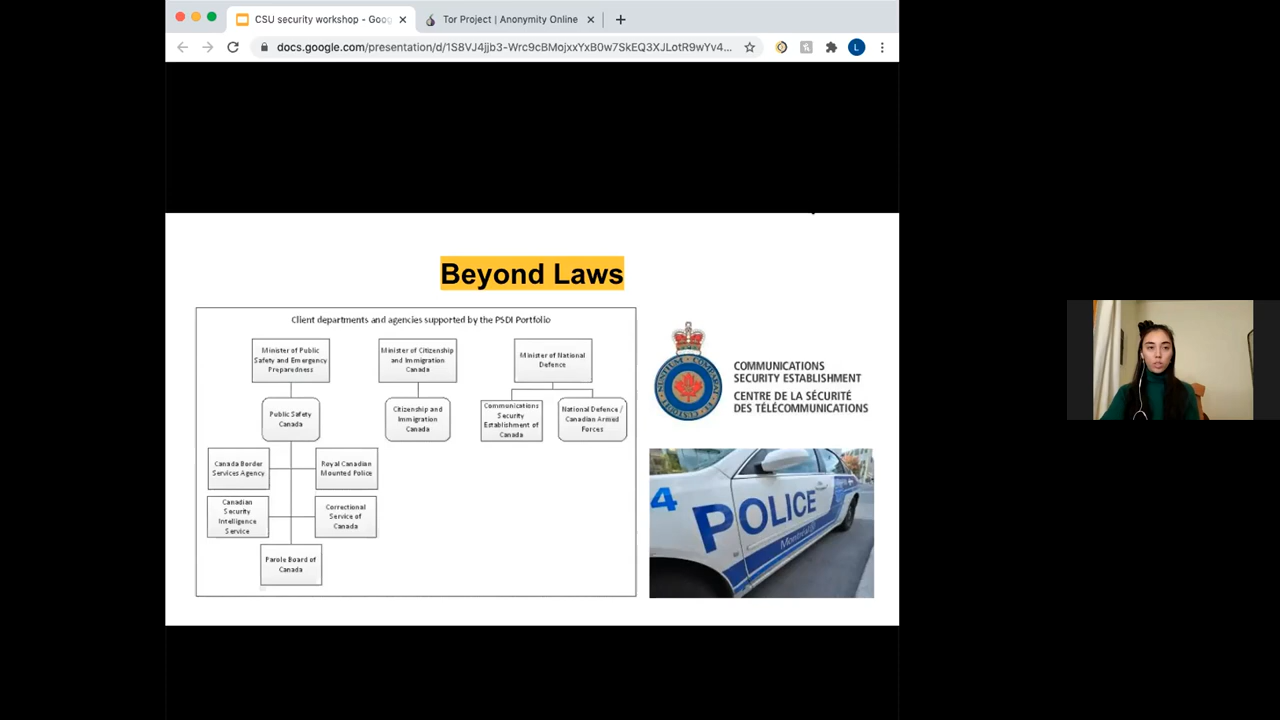 CSU security workshop - Goog
Tor Project | Anonymity Online
docs.google.com/presentation/d/1S8VJ4jjb3-Wrc9cBMojxxYxB0w7SkEQ3XJLotR9wYv4...
L
Beyond Laws
Client departments and agencies supported by the PSDI Portfolio
Minister of Public
Safety and Emergency
Preparedness
Minister of Citizenship
and Immigration
Canada
Minister of National
Defence
Public Safety
Canada
Citizenship and
Immigration
Canada
Communications
Security
Establishment of
Canada
National Defence /
Canadian Armed
Forces
Canada Border
Services Agency
Royal Canadian
Mounted Police
Canadian
Security
Intelligence
Service
Correctional
Service of
Canada
Parole Board of
Canada
COMMUNICATIONS
SECURITY ESTABLISHMENT
CENTRE DE LA SÉCURITÉ
DES TÉLÉCOMMUNICATIONS
4
POLICE
Montréal